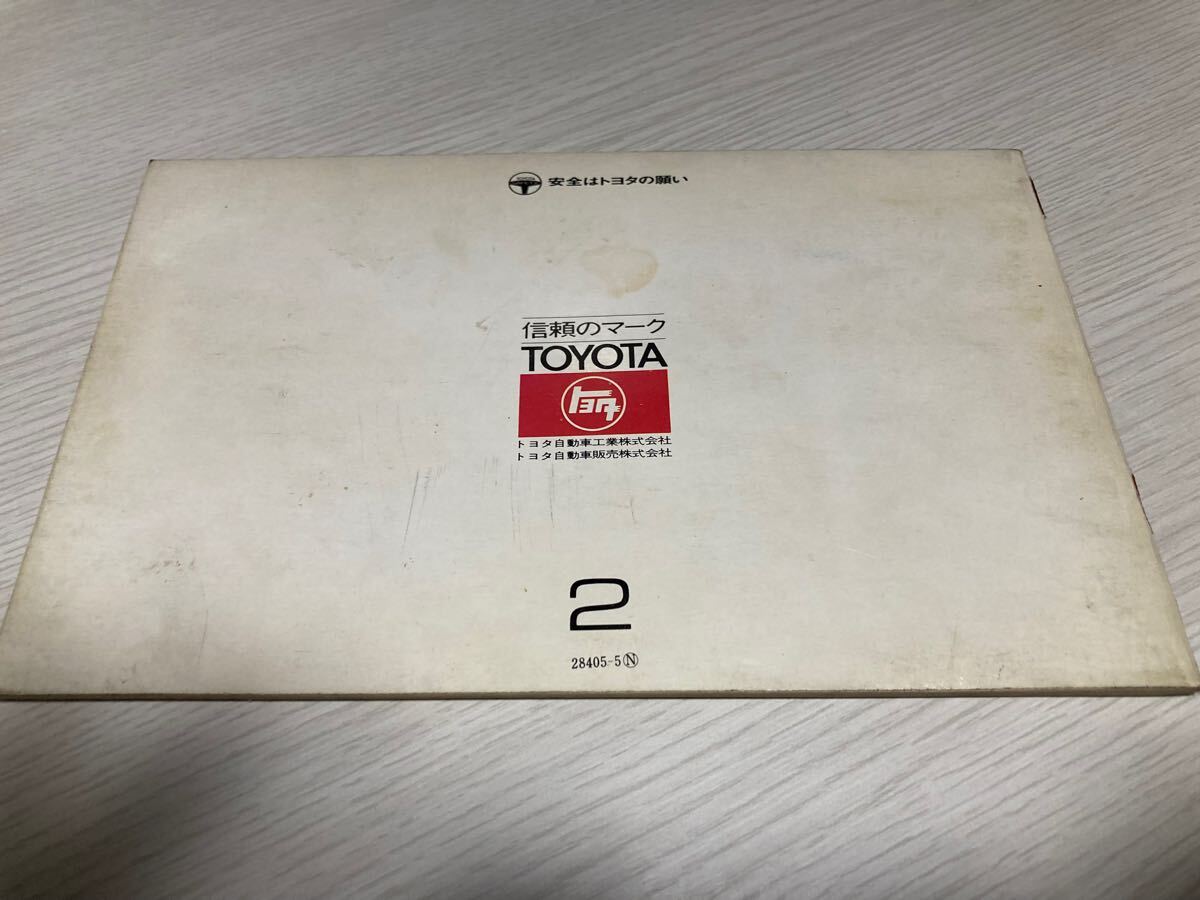 TOYOTA
安全はトヨタの願い
信頼のマーク
TOYOTA
トヨタ
トヨタ自動車工業株式会社
トヨタ自動車販売株式会社
2
28405-5Ⓝ